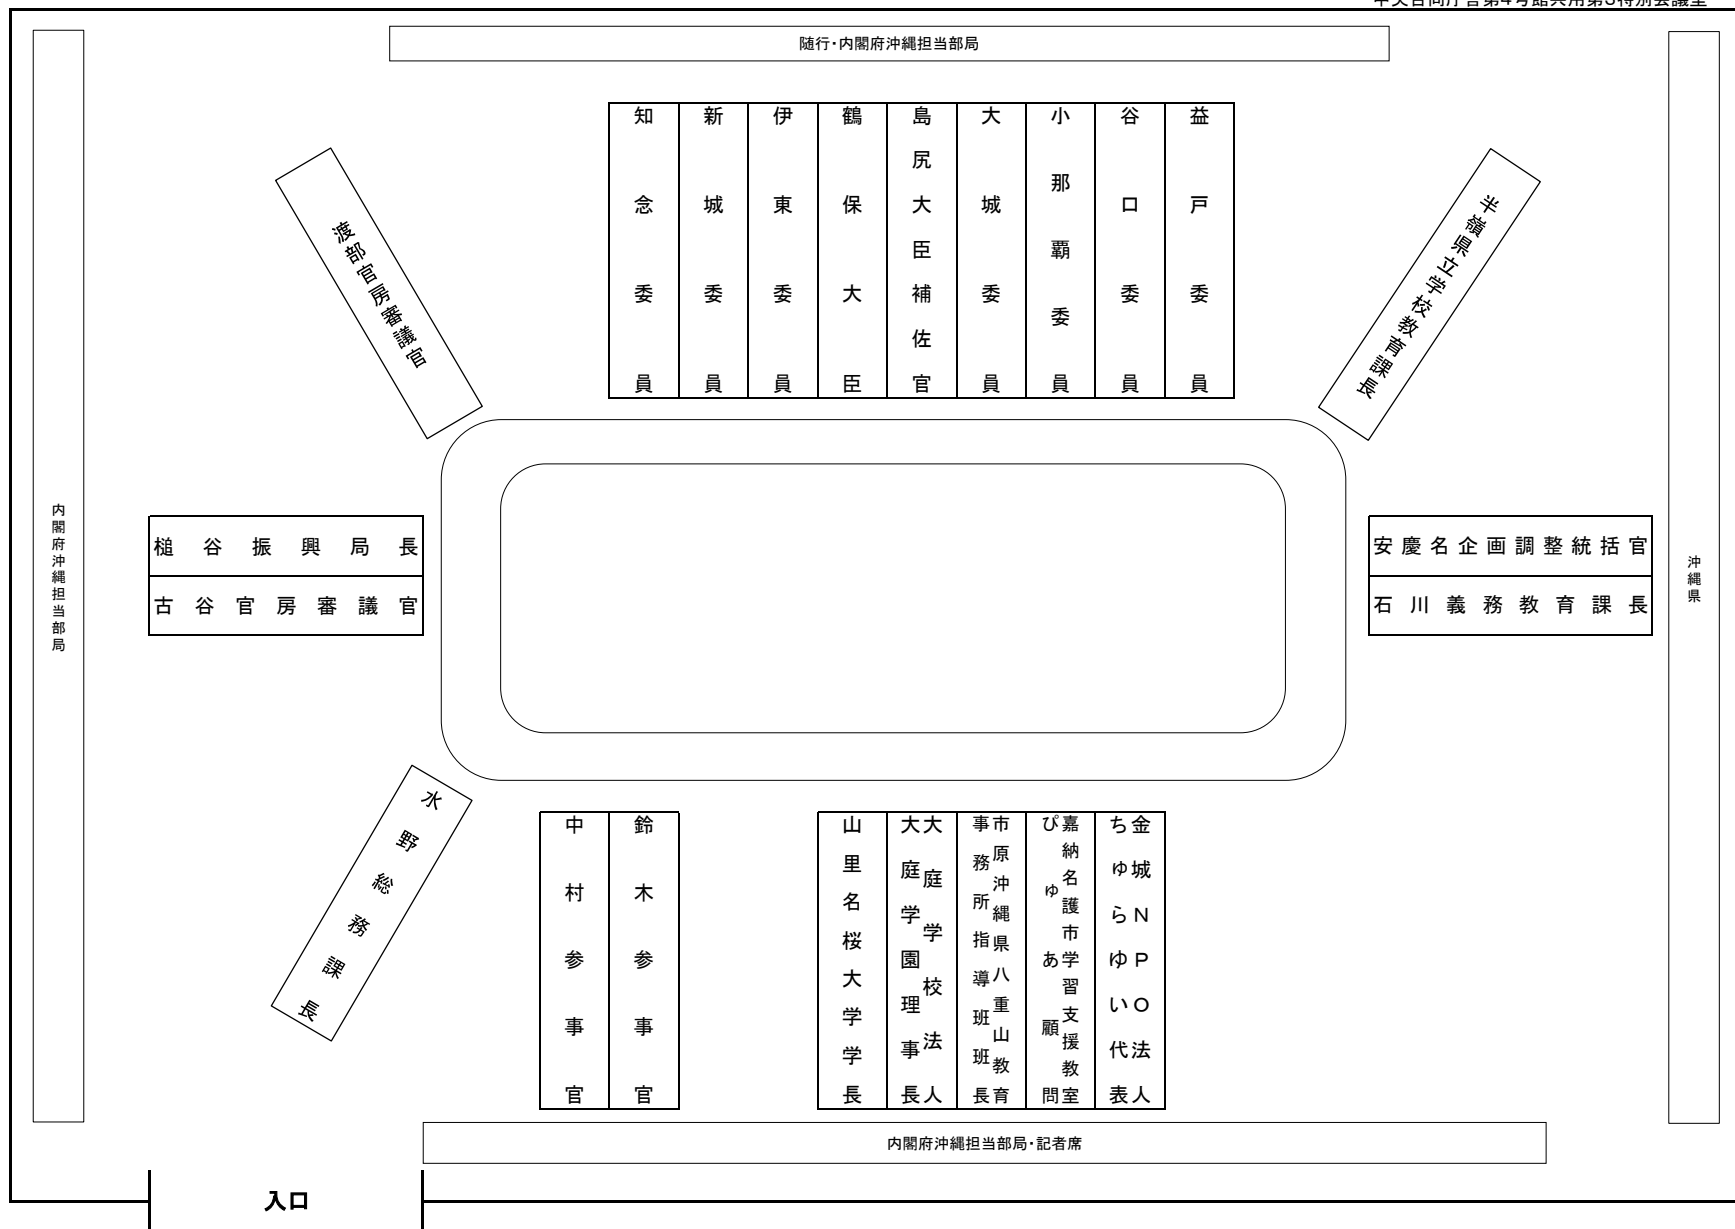 中央合同庁舎第4号館共用第3特別会議室
随行・内閣府沖縄担当部局
知念委員
新城委員
伊東委員
鶴保大臣
島尻大臣補佐官
大城委員
小那覇委員
谷口委員
益戸委員
渡部官房審議官
半嶺県立学校教育課長
内閣府沖縄担当部局
槌谷振興局長
古谷官房審議官
安慶名企画調整統括官
石川義務教育課長
沖縄県
水野総務課長
中村参事官
鈴木参事官
山里名桜大学学長
大庭学校法人
大庭学園理事長
市原沖縄県八重山教育
事務所指導班班長
嘉納名護市学習支援教室
ぴゅあ顧問
金城NPO法人
ちゅらゆい代表
内閣府沖縄担当部局・記者席
入口